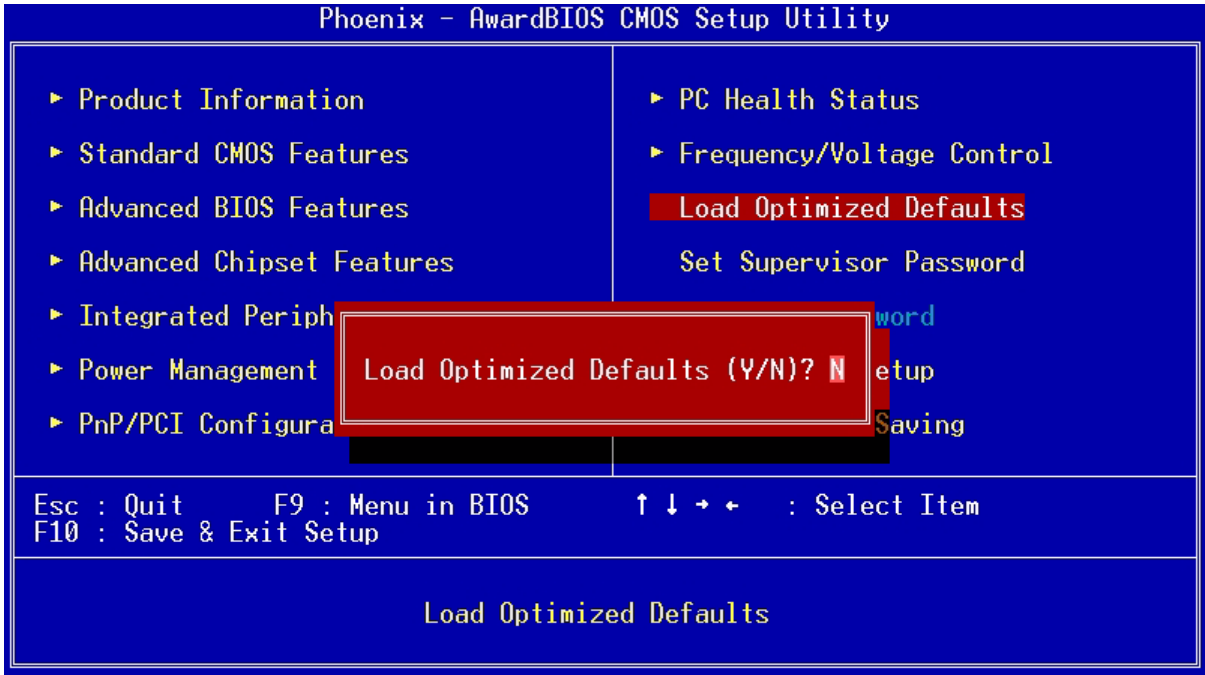 Phoenix - AwardBIOS CMOS Setup Utility
Product Information
Standard CMOS Features
Advanced BIOS Features
Advanced Chipset Features
Integrated Periph
Power Management
PnP/PCI Configura
PC Health Status
Frequency/Voltage Control
Load Optimized Defaults
Set Supervisor Password
word
etup
Saving
Load Optimized Defaults (Y/N)? N
Esc : Quit F9 : Menu in BIOS ↑ ↓ → ← : Select Item
F10 : Save & Exit Setup
Load Optimized Defaults